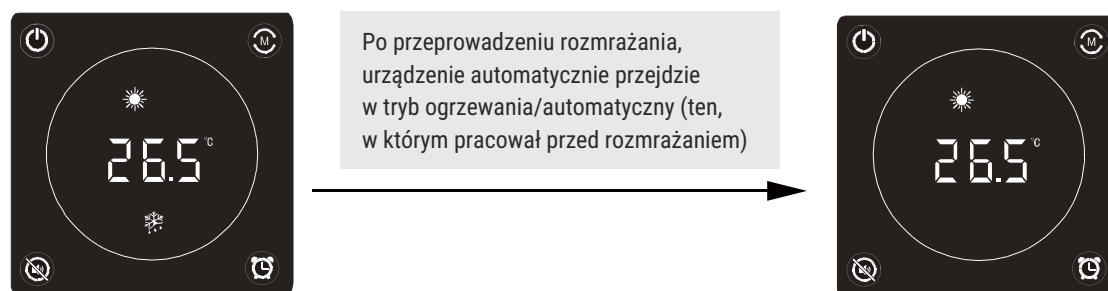 M
26.5 °C
Po przeprowadzeniu rozmrażania,
urządzenie automatycznie przejdzie
w tryb ogrzewania/automatyczny (ten,
w którym pracował przed rozmrażaniem)
M
26.5 °C